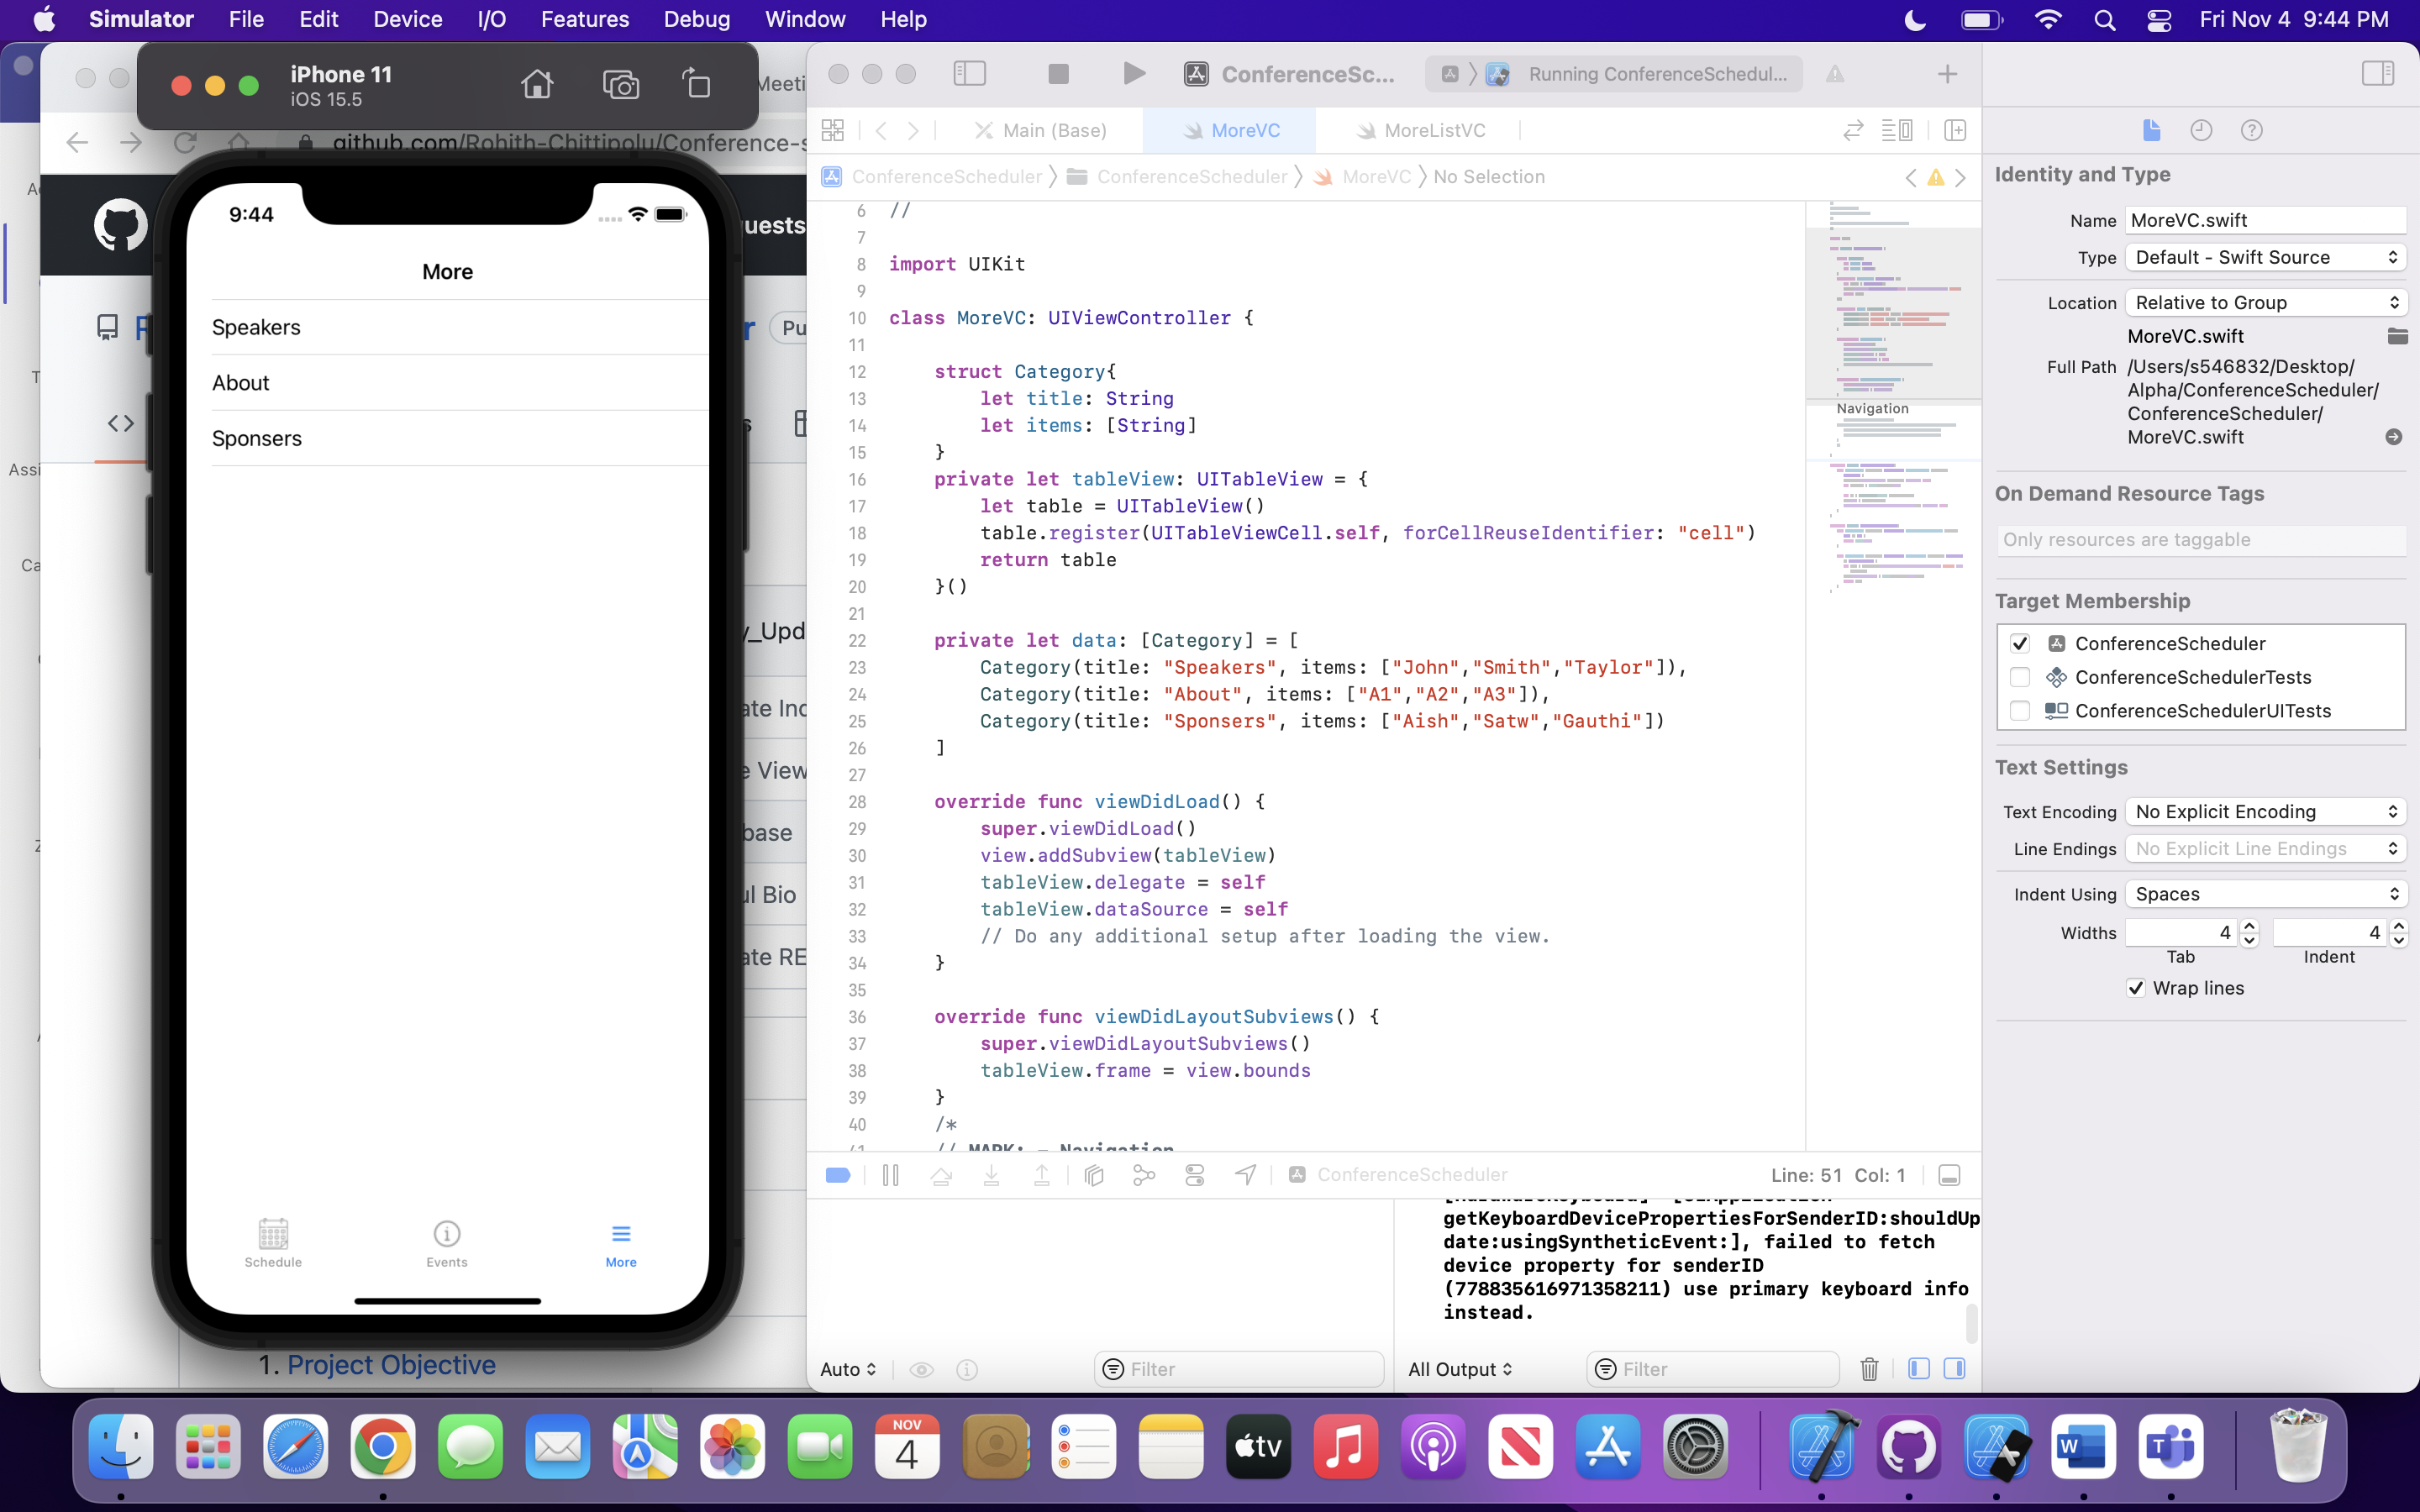 Simulator File Edit Device I/O Features Debug Window Help
Fri Nov 4 9:44 PM
iPhone 11
iOS 15.5
github.com/Rohith-Chittipolu/Conference-s
9:44
More
Speakers
About
Sponsers
Schedule
Events
More
1. Project Objective
ConferenceSc...
Running ConferenceSchedul...
Main (Base)
MoreVC
MoreListVC
ConferenceScheduler
ConferenceScheduler
MoreVC
No Selection
6 //
7
8 import UIKit
9
10 class MoreVC: UIViewController {
11
12 struct Category{
13 let title: String
14 let items: [String]
15 }
16 private let tableView: UITableView = {
17 let table = UITableView()
18 table.register(UITableViewCell.self, forCellReuseIdentifier: "cell")
19 return table
20 }()
21
22 private let data: [Category] = [
23 Category(title: "Speakers", items: ["John","Smith","Taylor"]),
24 Category(title: "About", items: ["A1","A2","A3"]),
25 Category(title: "Sponsers", items: ["Aish","Satw","Gauthi"])
26 ]
27
28 override func viewDidLoad() {
29 super.viewDidLoad()
30 view.addSubview(tableView)
31 tableView.delegate = self
32 tableView.dataSource = self
33 // Do any additional setup after loading the view.
34 }
35
36 override func viewDidLayoutSubviews() {
37 super.viewDidLayoutSubviews()
38 tableView.frame = view.bounds
39 }
40 /*
41 // MARK: - Navigation
Navigation
ConferenceScheduler
Line: 51 Col: 1
getKeyboardDevicePropertiesForSenderID:shouldUp
date:usingSyntheticEvent:], failed to fetch
device property for senderID
(778835616971358211) use primary keyboard info
instead.
Auto
Filter
All Output
Filter
Identity and Type
Name MoreVC.swift
Type Default - Swift Source
Location Relative to Group
MoreVC.swift
Full Path /Users/s546832/Desktop/
Alpha/ConferenceScheduler/
ConferenceScheduler/
MoreVC.swift
On Demand Resource Tags
Only resources are taggable
Target Membership
ConferenceScheduler
ConferenceSchedulerTests
ConferenceSchedulerUITests
Text Settings
Text Encoding No Explicit Encoding
Line Endings No Explicit Line Endings
Indent Using Spaces
Widths 4 4
Tab Indent
Wrap lines
NOV
4
tv